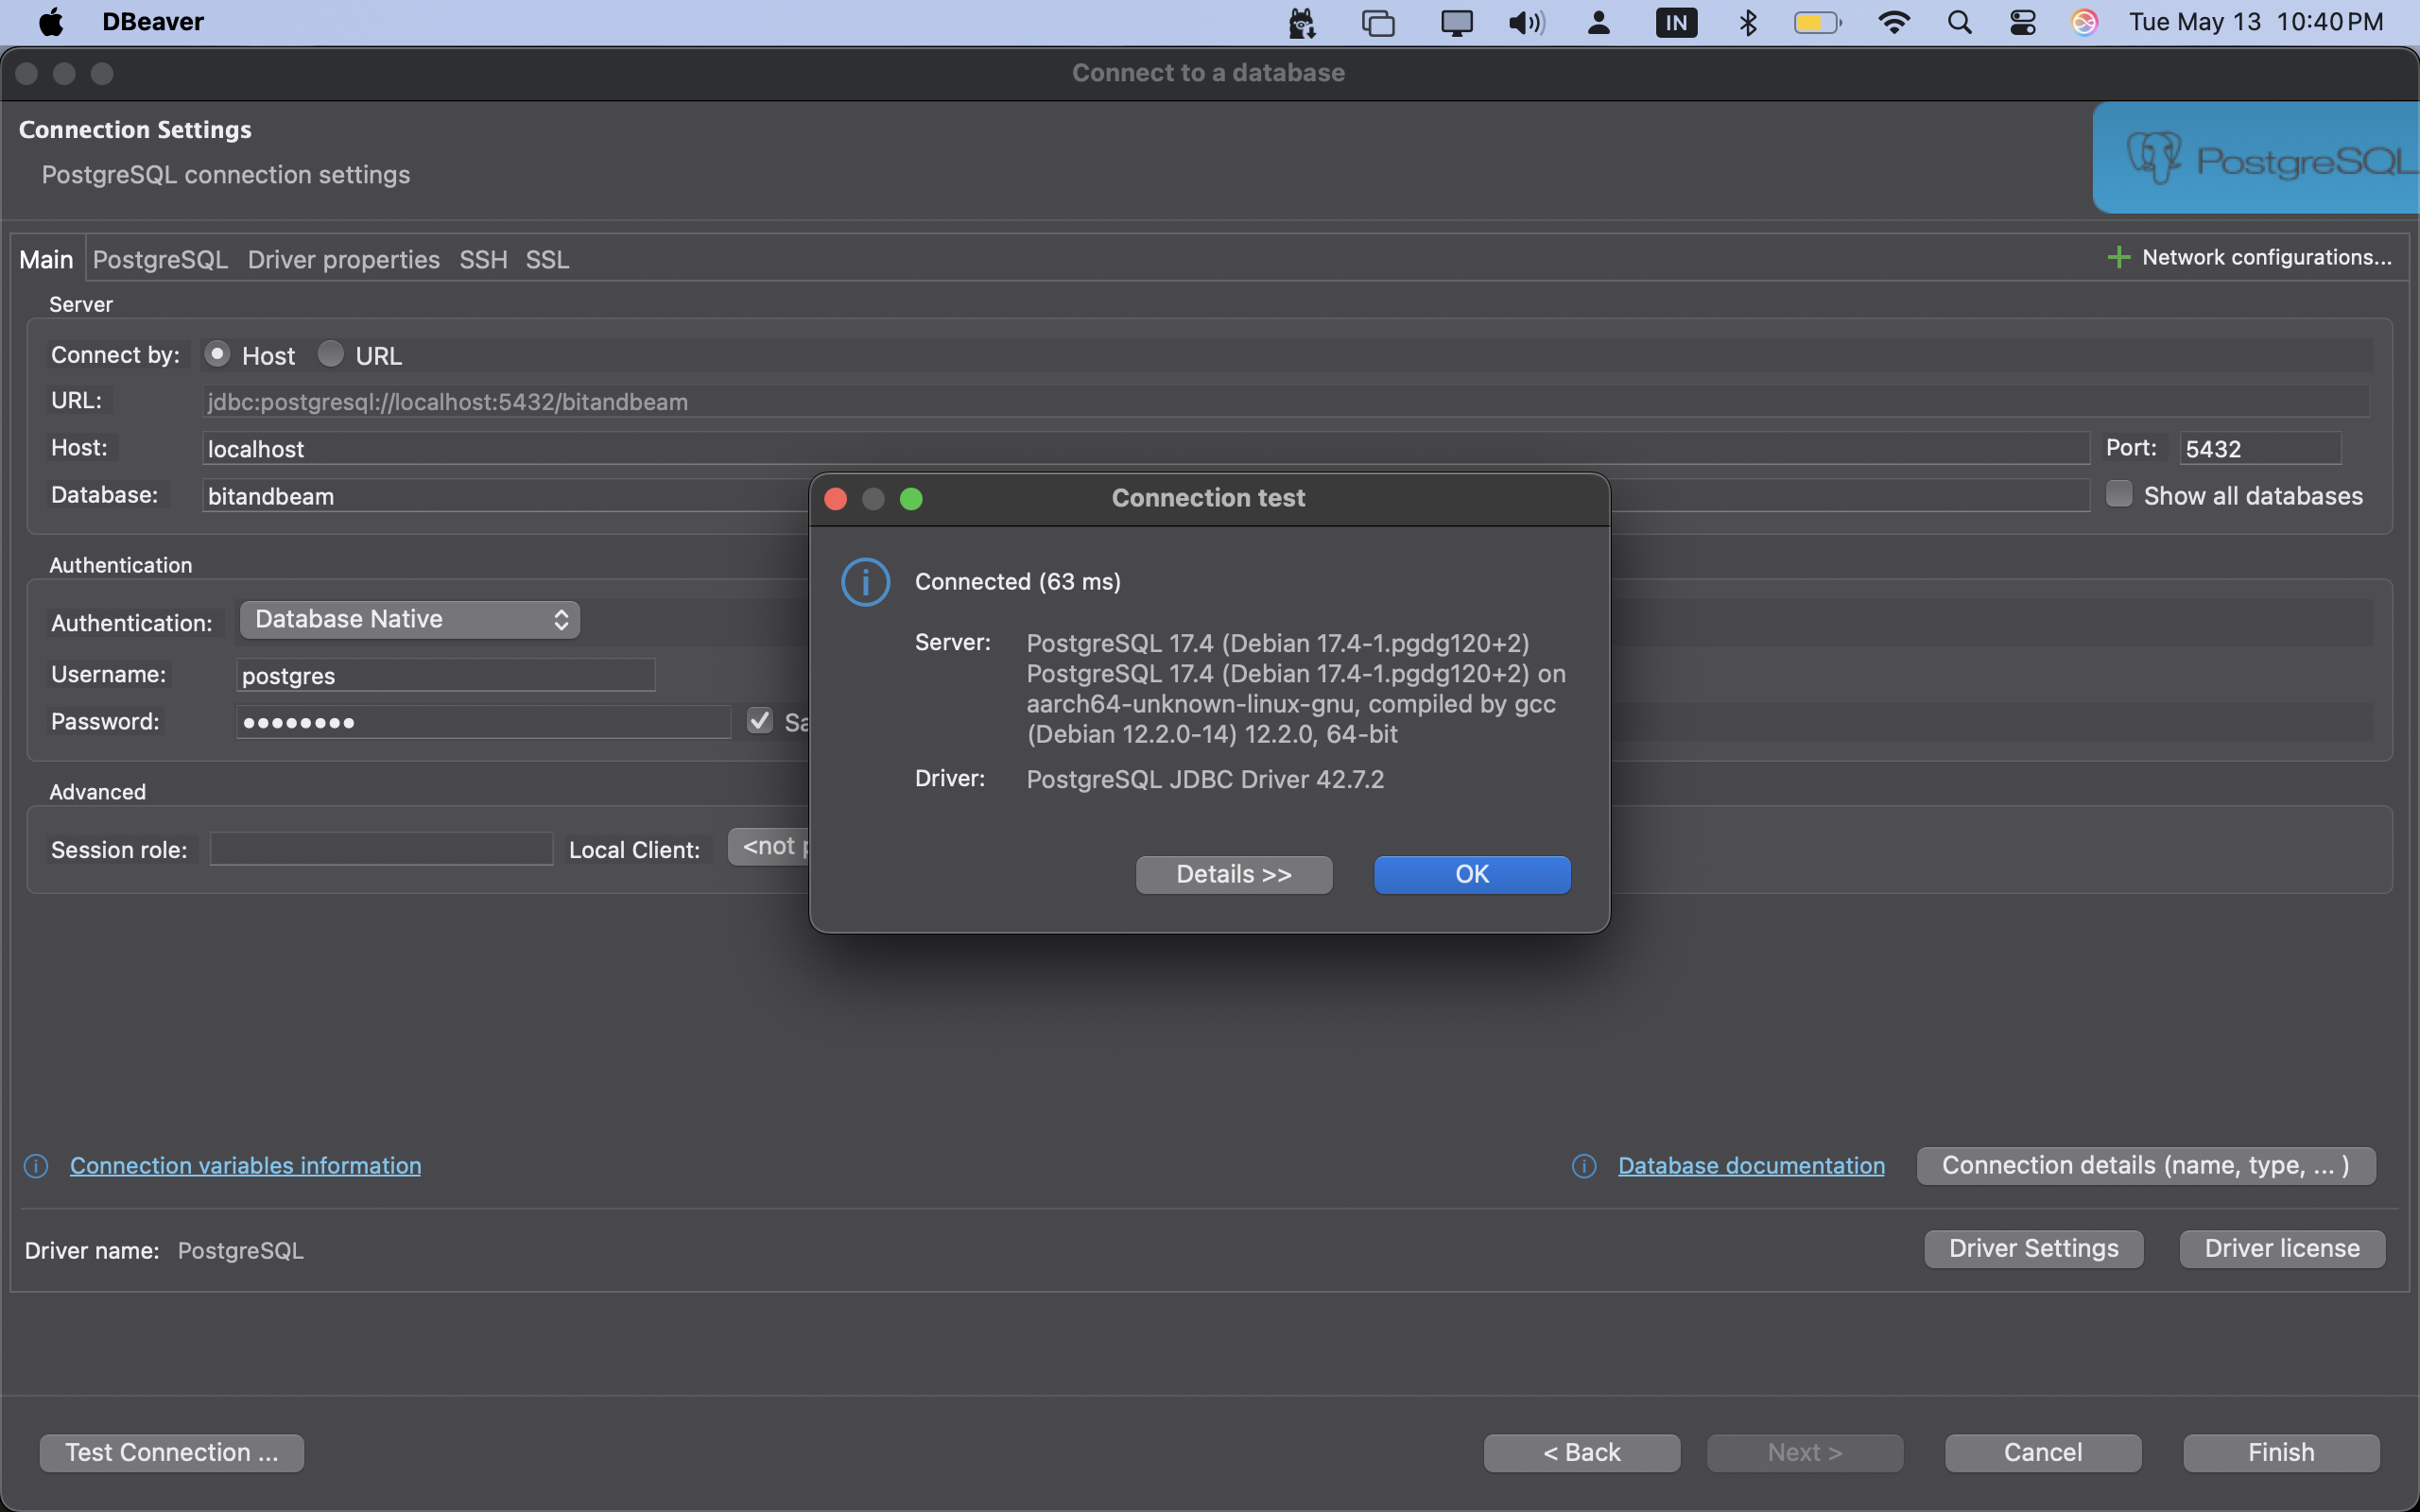 DBeaver
IN
Tue May 13 10:40 PM
Connect to a database
Connection Settings
PostgreSQL connection settings
PostgreSQL
Main PostgreSQL Driver properties SSH SSL
Network configurations...
Server
Connect by: Host URL
URL: jdbc:postgresql://localhost:5432/bitandbeam
Host: localhost
Port: 5432
Database: bitandbeam
Show all databases
Authentication
Authentication: Database Native
Username: postgres
Password: ••••••••
Sa
Advanced
Session role:
Local Client: <not p
Connection test
Connected (63 ms)
Server: PostgreSQL 17.4 (Debian 17.4-1.pgdg120+2)
PostgreSQL 17.4 (Debian 17.4-1.pgdg120+2) on
aarch64-unknown-linux-gnu, compiled by gcc
(Debian 12.2.0-14) 12.2.0, 64-bit
Driver: PostgreSQL JDBC Driver 42.7.2
Details >>
OK
Connection variables information
Database documentation
Connection details (name, type, ... )
Driver name: PostgreSQL
Driver Settings
Driver license
Test Connection ...
< Back
Next >
Cancel
Finish